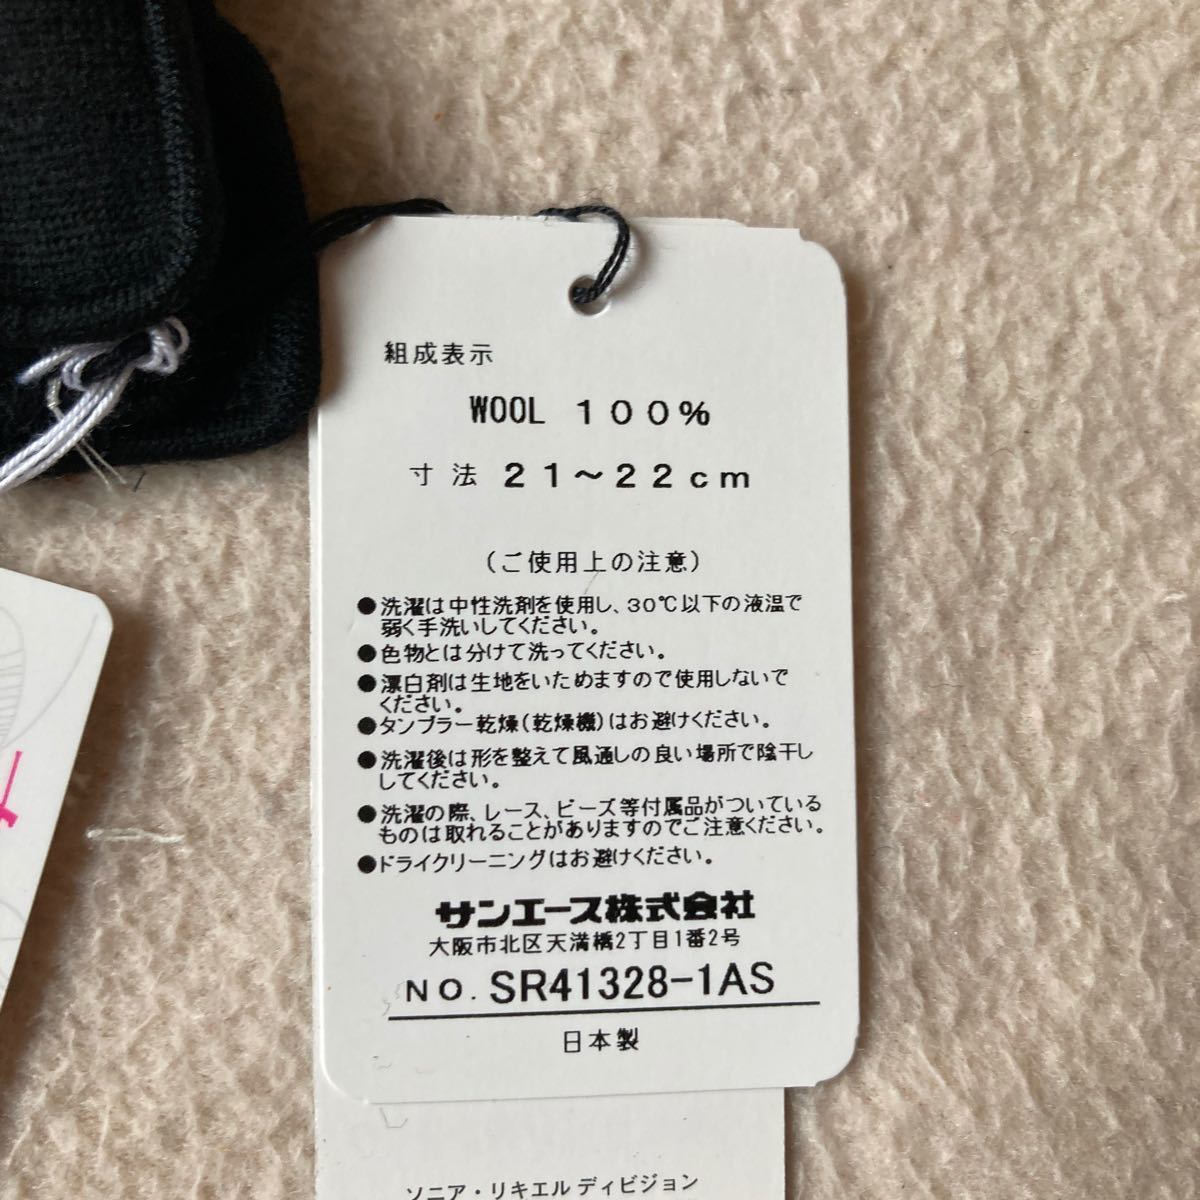 組成表示
WOOL 100%
寸法 21～22cm
(ご使用上の注意)
●洗濯は中性洗剤を使用し、30℃以下の液温で
弱く手洗いしてください。
●色物とは分けて洗ってください。
●漂白剤は生地をいためますので使用しないで
ください。
●タンブラー乾燥(乾燥機)はお避けください。
●洗濯後は形を整えて風通しの良い場所で陰干し
してください。
●洗濯の際、レース、ビーズ等付属品がついている
ものは取れることがありますのでご注意ください。
●ドライクリーニングはお避けください。
サンエース株式会社
大阪市北区天満橋2丁目1番2号
NO. SR41328-1AS
日本製
ソニア・リキエル ディビジョン